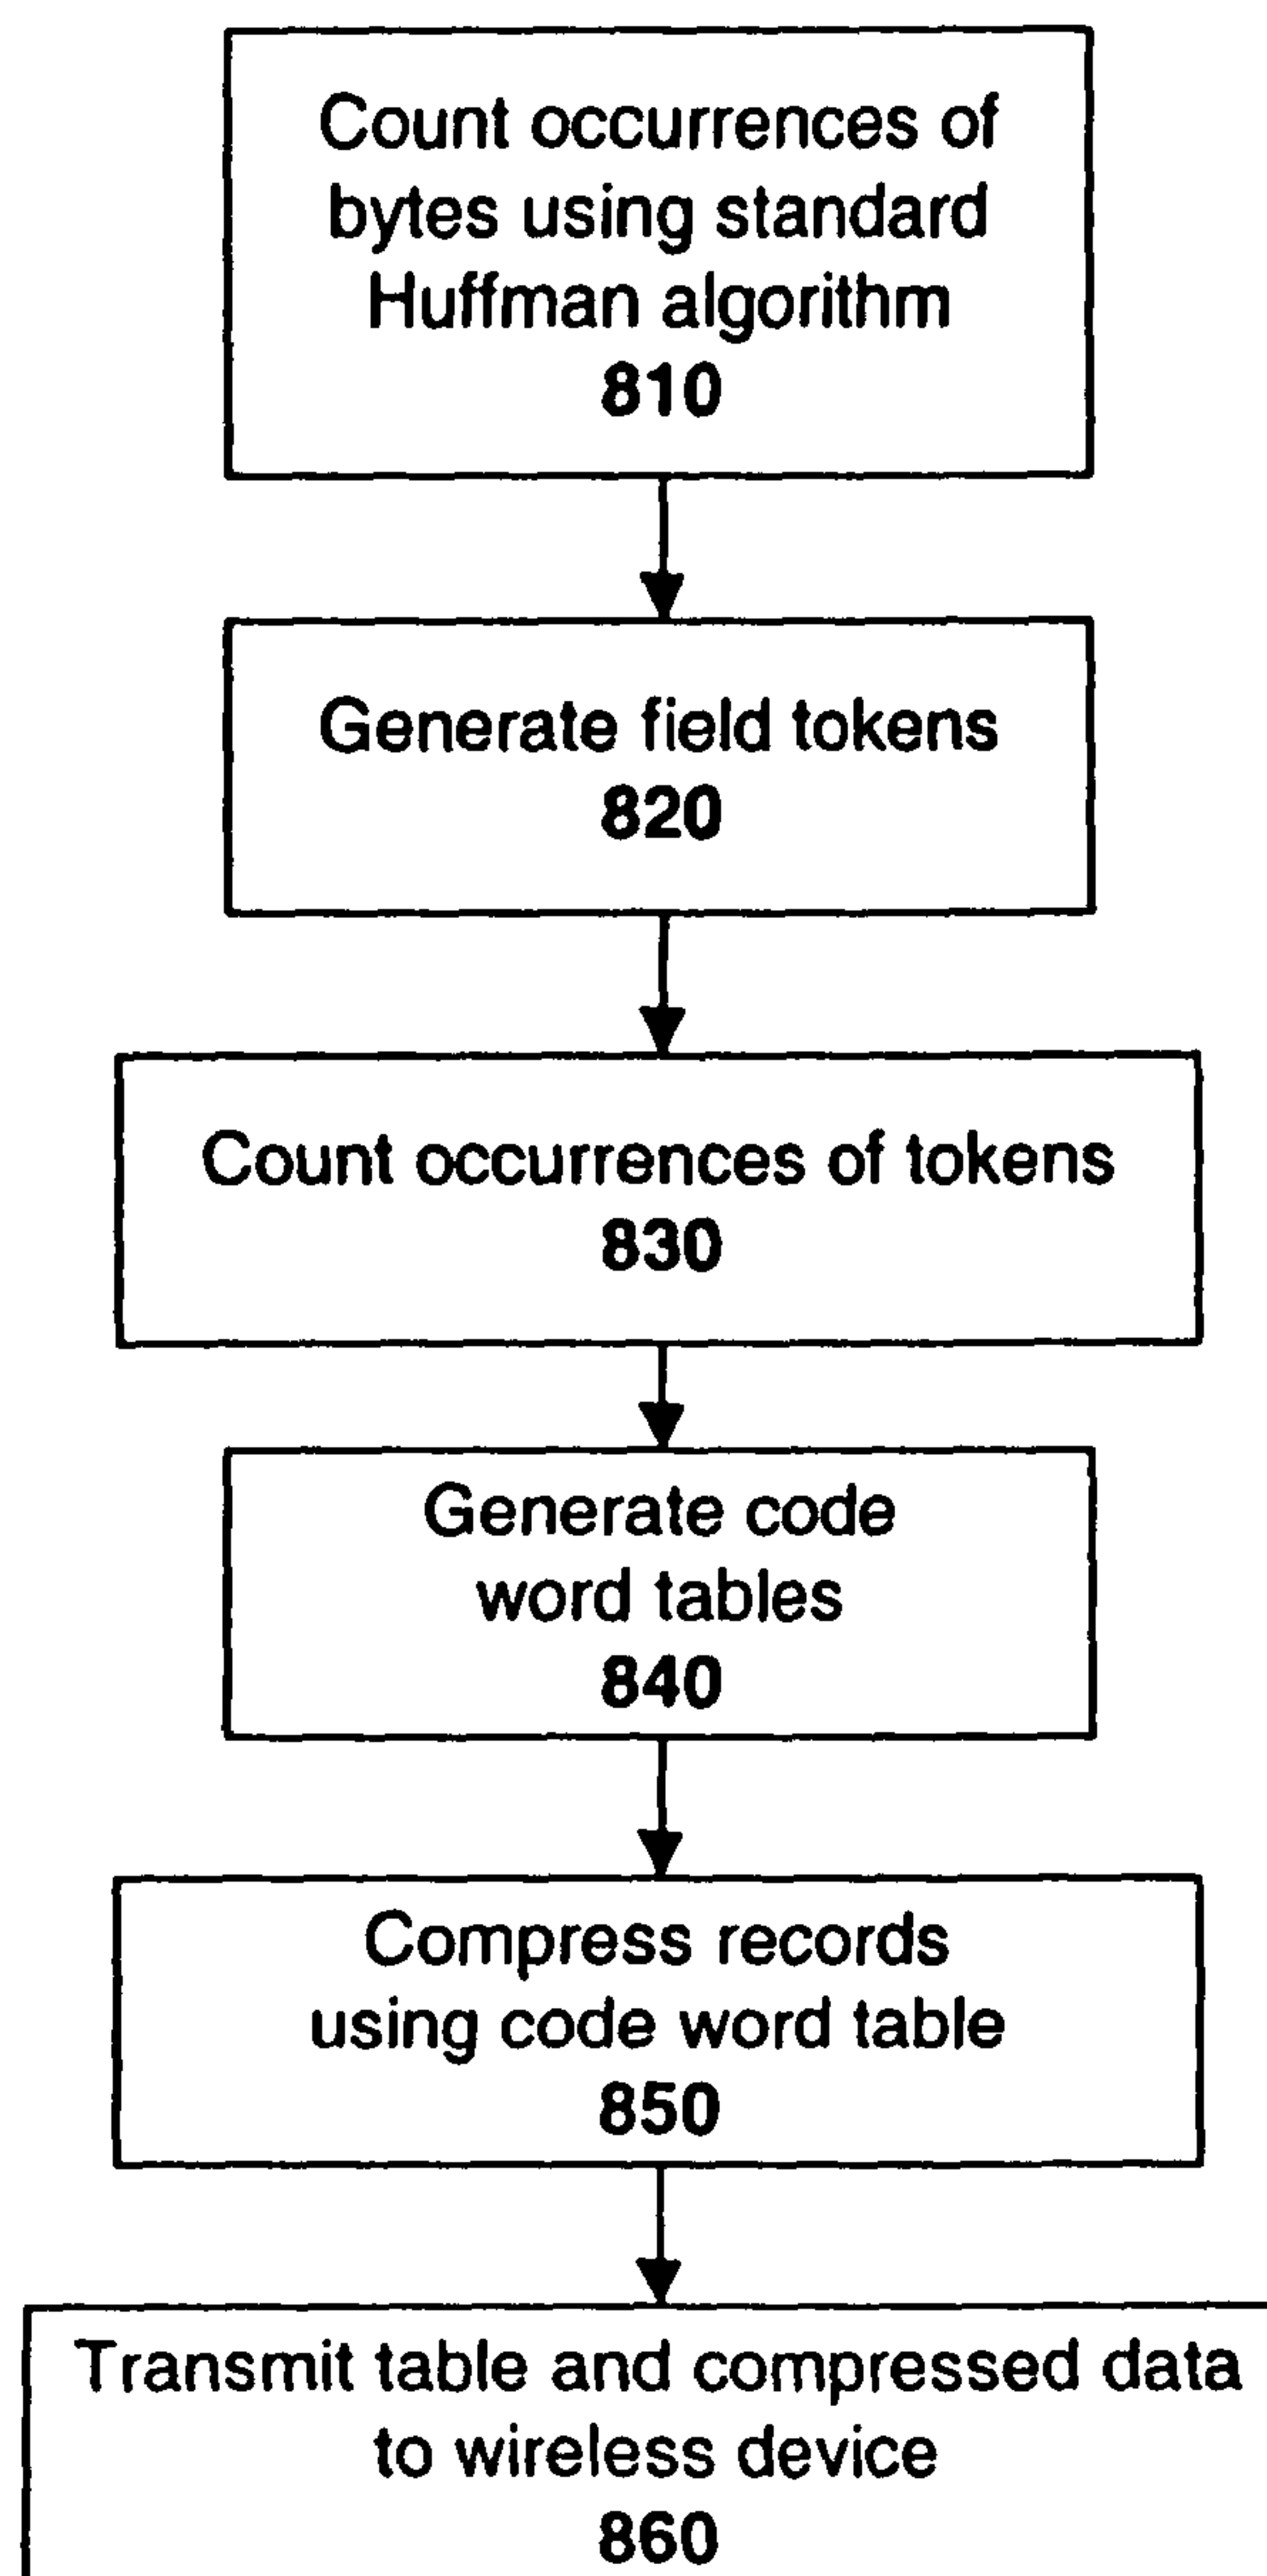 Count occurrences of
bytes using standard
Huffman algorithm
810
Generate field tokens
820
Count occurrences of tokens
830
Generate code
word tables
840
Compress records
using code word table
850
Transmit table and compressed data
to wireless device
860